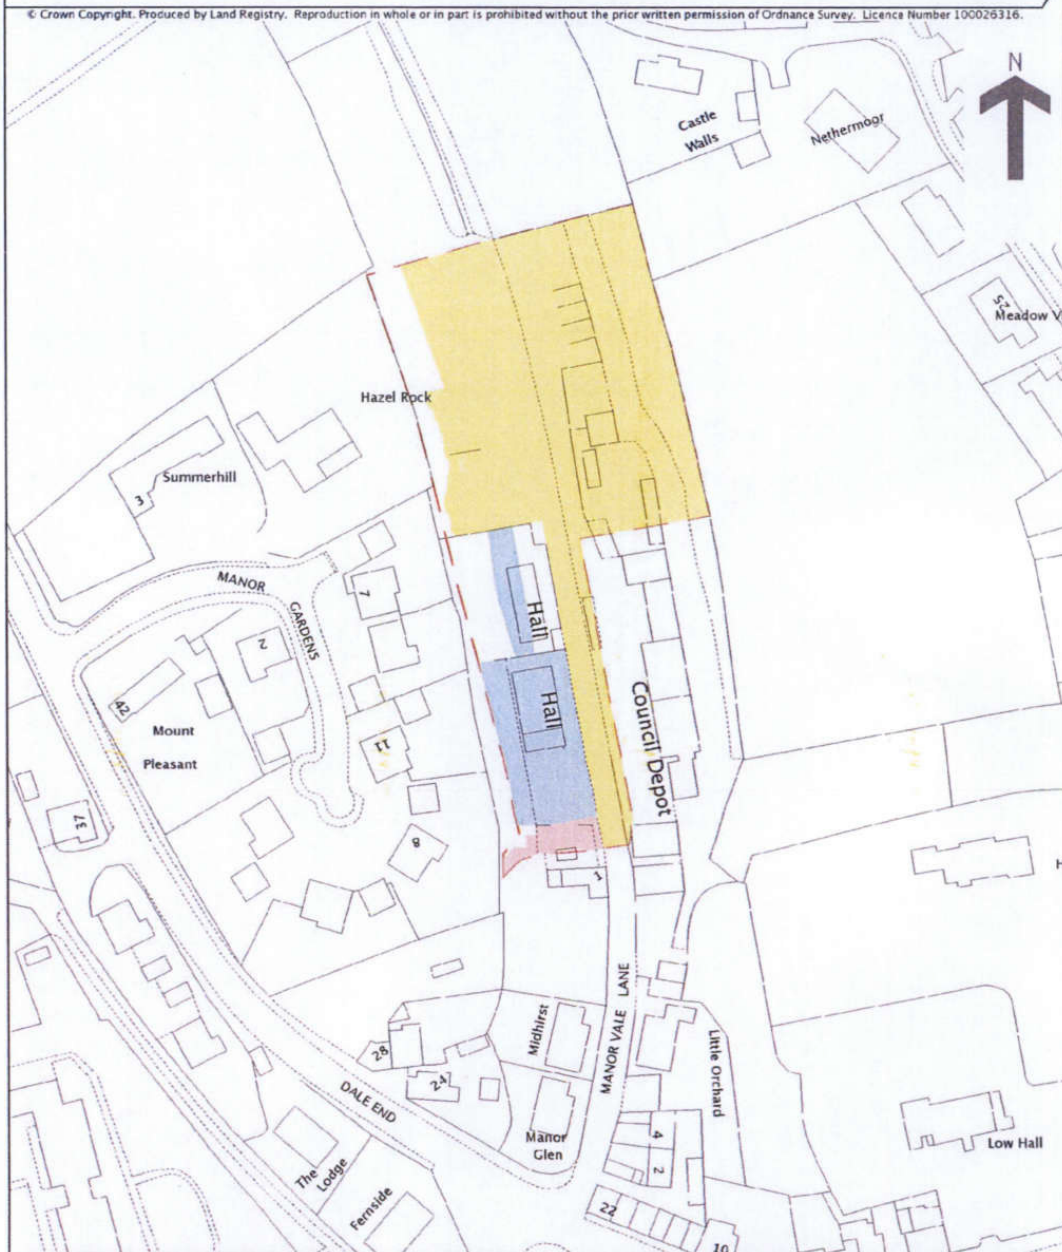 © Crown Copyright. Produced by Land Registry. Reproduction in whole or in part is prohibited without the prior written permission of Ordnance Survey. Licence Number 100026316.
N
Castle
Walls
Nethermoor
25
Meadow V
Hazel Rock
Summerhill
3
MANOR
GARDENS
7
2
Hall
Hall
Council Depot
42
Mount
Pleasant
11
37
8
1
MANOR VALE LANE
Midhirst
Little Orchard
28
24
DALE END
Manor
Glen
4
2
Low Hall
The
Lodge
Fernside
22
10